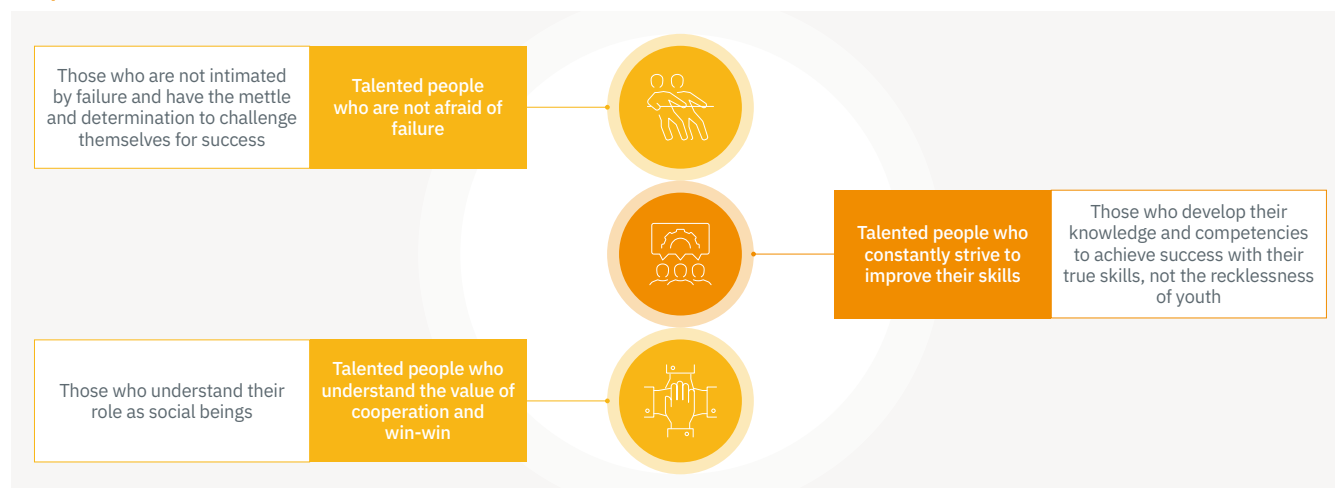 Those who are not intimated
by failure and have the mettle
and determination to challenge
themselves for success
Talented people
who are not afraid of
failure
Talented people who
constantly strive to
improve their skills
Those who develop their
knowledge and competencies
to achieve success with their
true skills, not the recklessness
of youth
Those who understand their
role as social beings
Talented people who
understand the value of
cooperation and
win-win